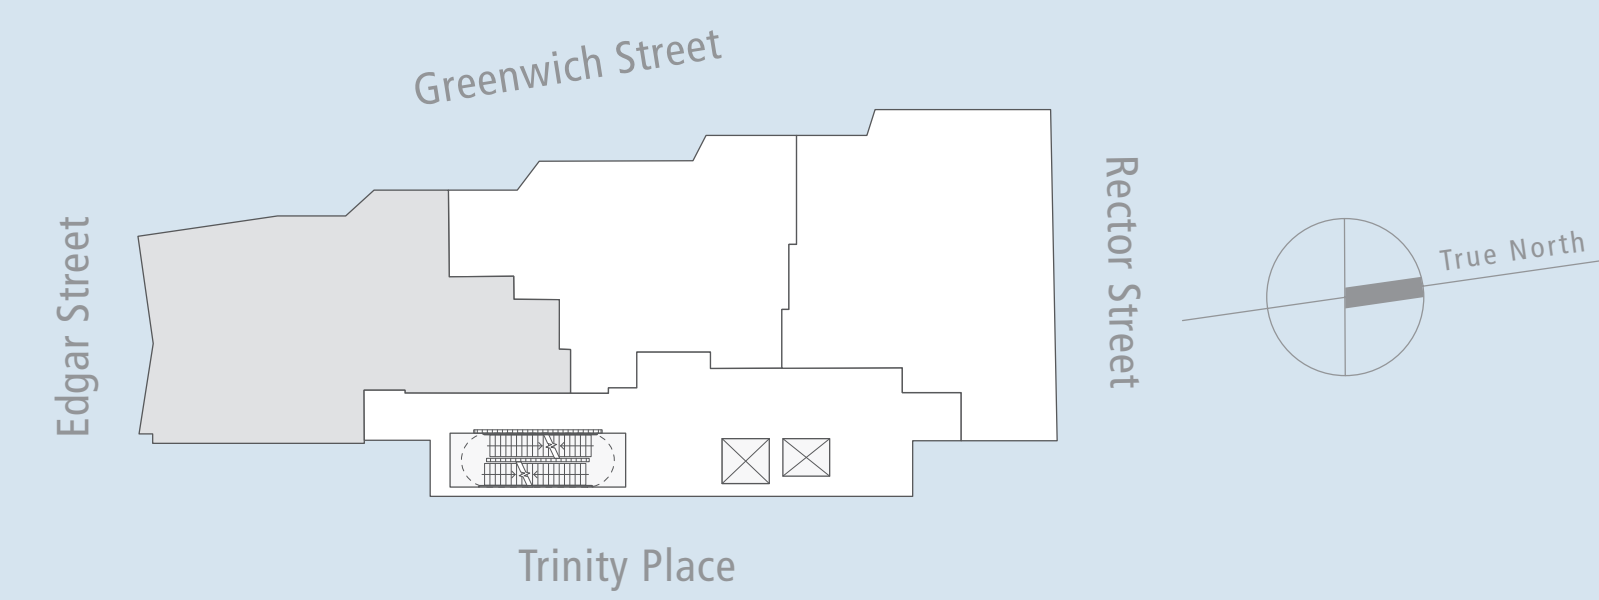 Greenwich Street
Edgar Street
Rector Street
True North
Trinity Place